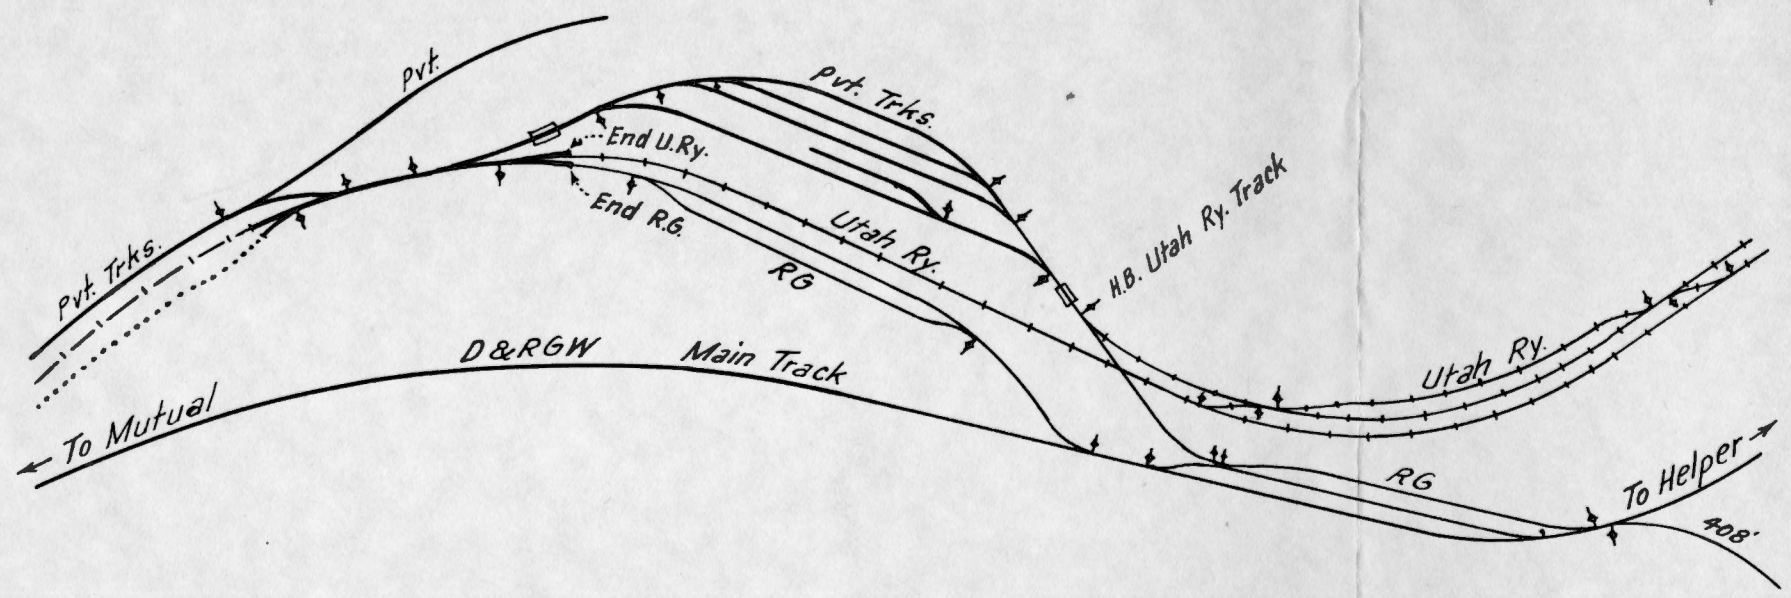 Pvt.
Pvt. Trks.
End U.Ry.
End R.G.
H.B. Utah Ry. Track
Utah Ry.
RG
Pvt. Trks.
D&RGW Main Track
Utah Ry.
To Mutual
RG
To Helper
408'